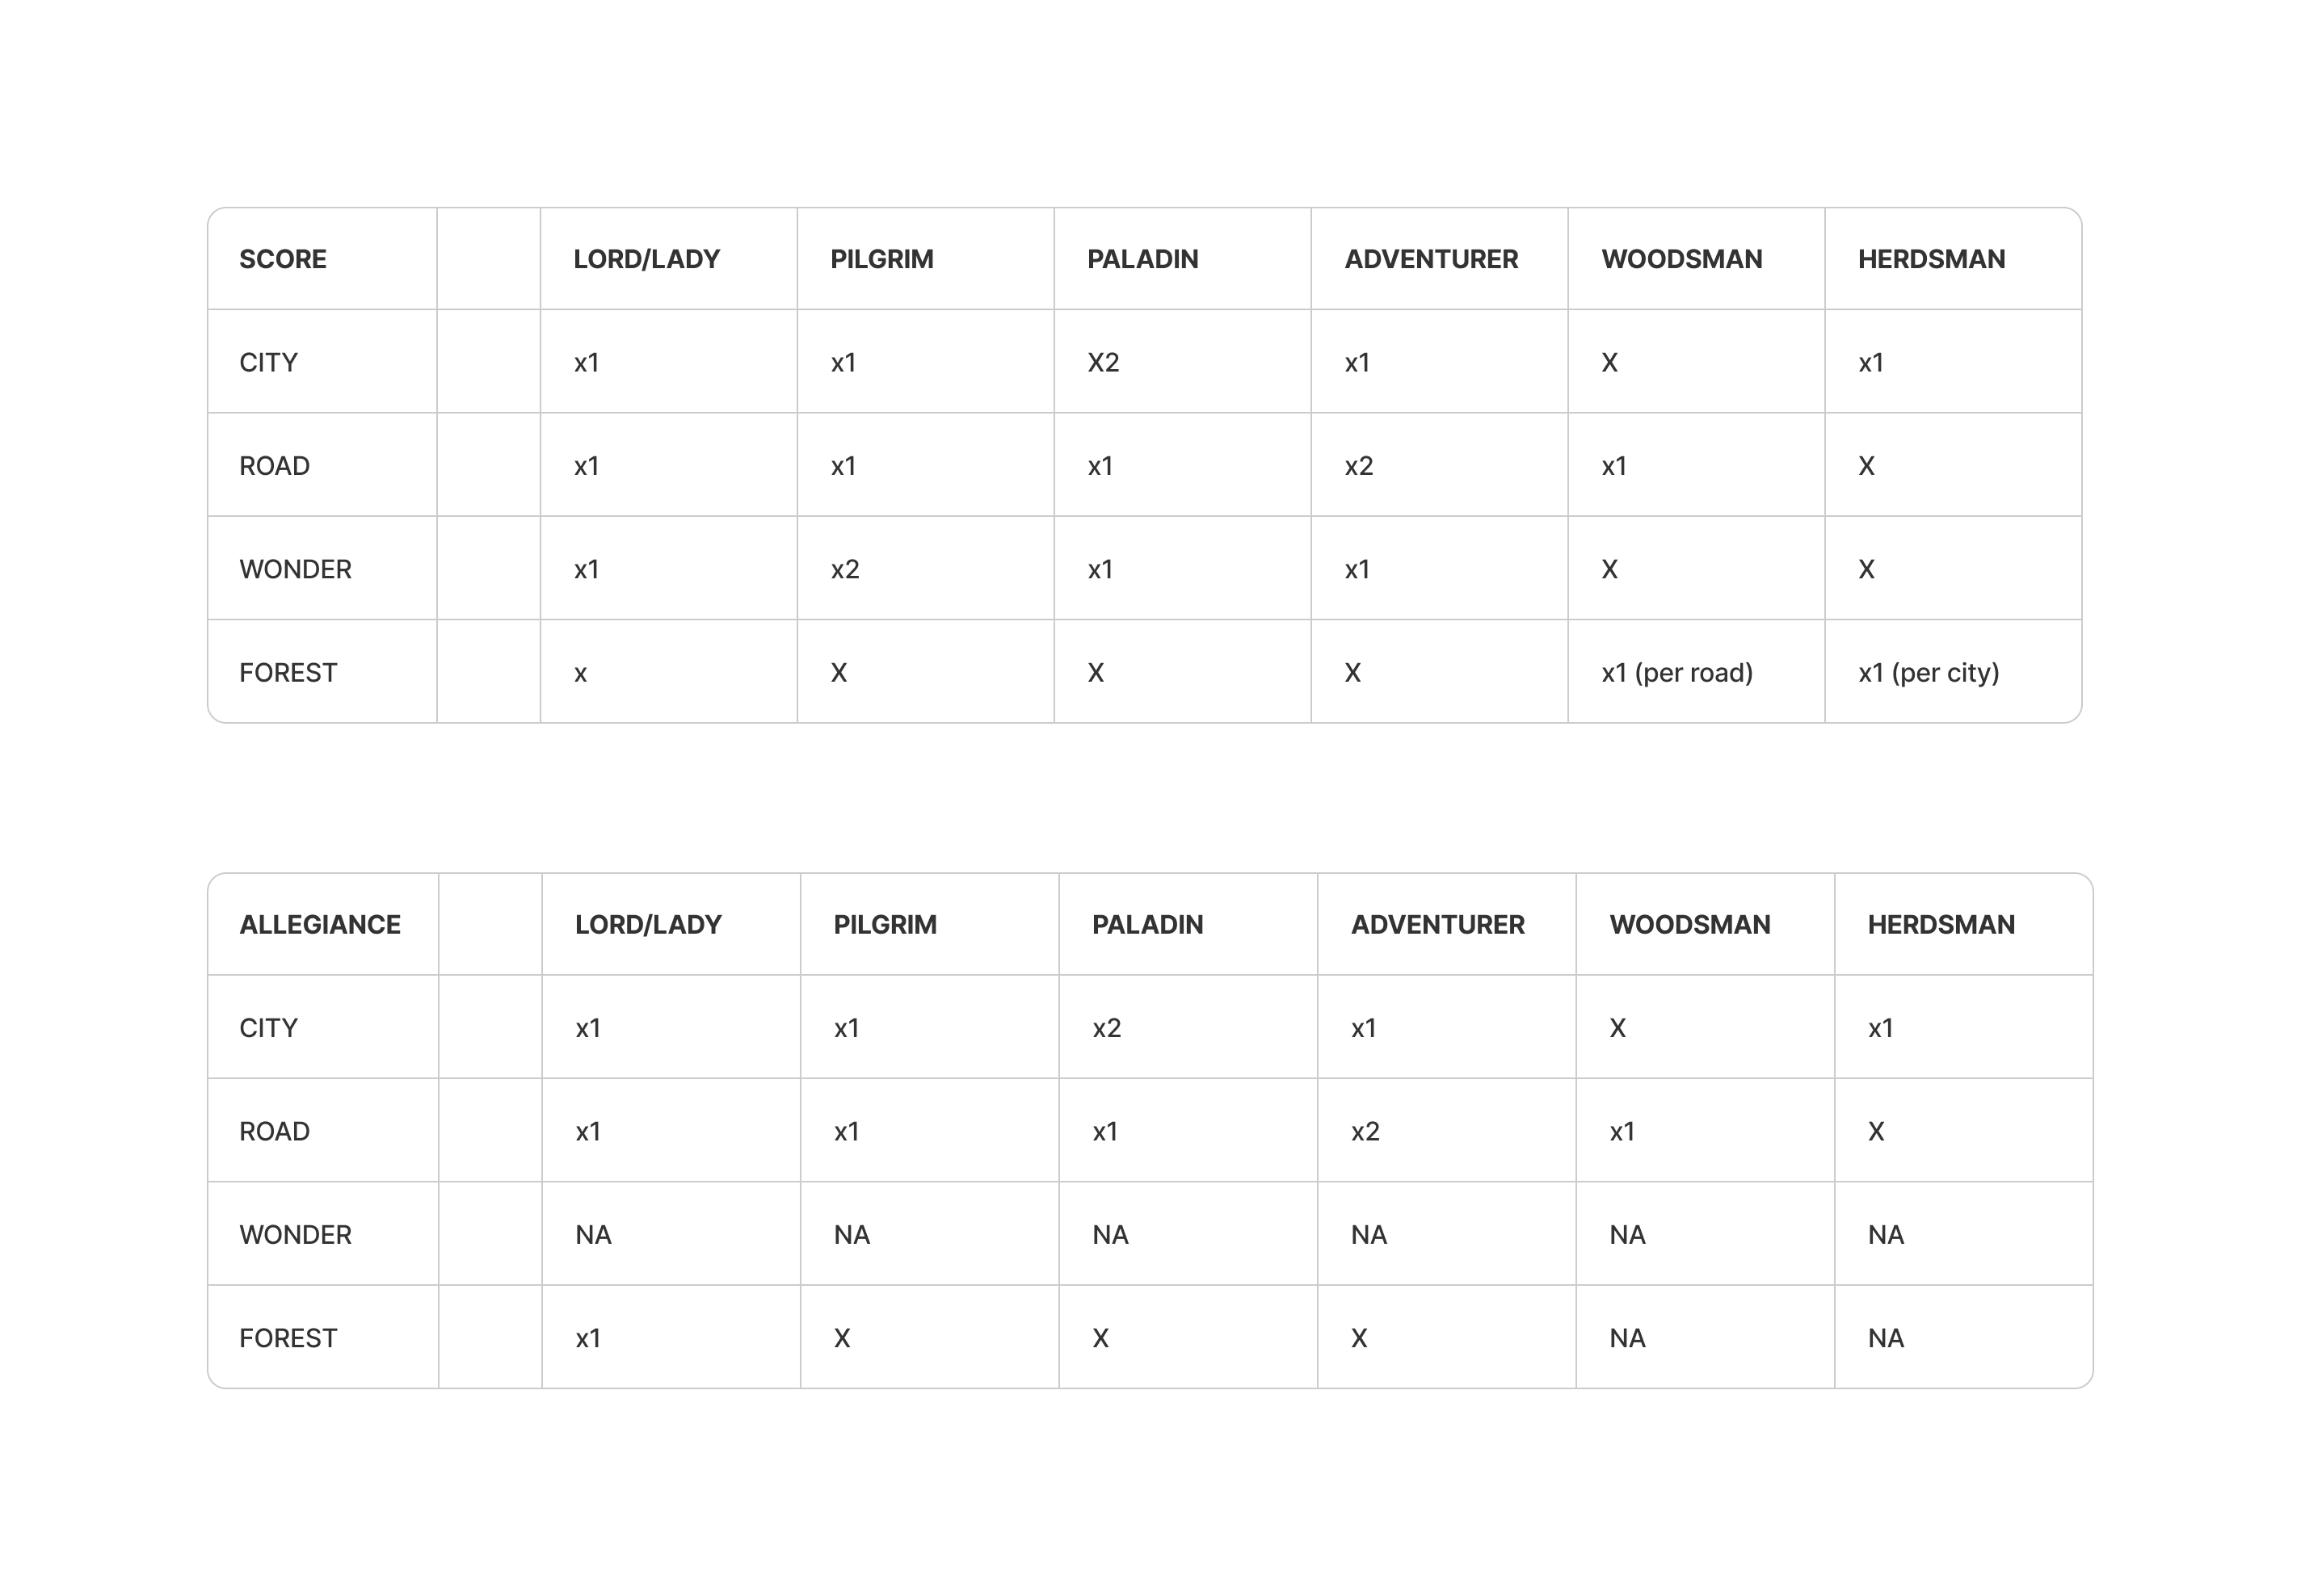 SCORE LORD/LADY PILGRIM PALADIN ADVENTURER WOODSMAN HERDSMAN
CITY x1 x1 X2 x1 X x1
ROAD x1 x1 x1 x2 x1 X
WONDER x1 x2 x1 x1 X X
FOREST x X X X x1 (per road) x1 (per city)
ALLEGIANCE LORD/LADY PILGRIM PALADIN ADVENTURER WOODSMAN HERDSMAN
CITY x1 x1 x2 x1 X x1
ROAD x1 x1 x1 x2 x1 X
WONDER NA NA NA NA NA NA
FOREST x1 X X X NA NA